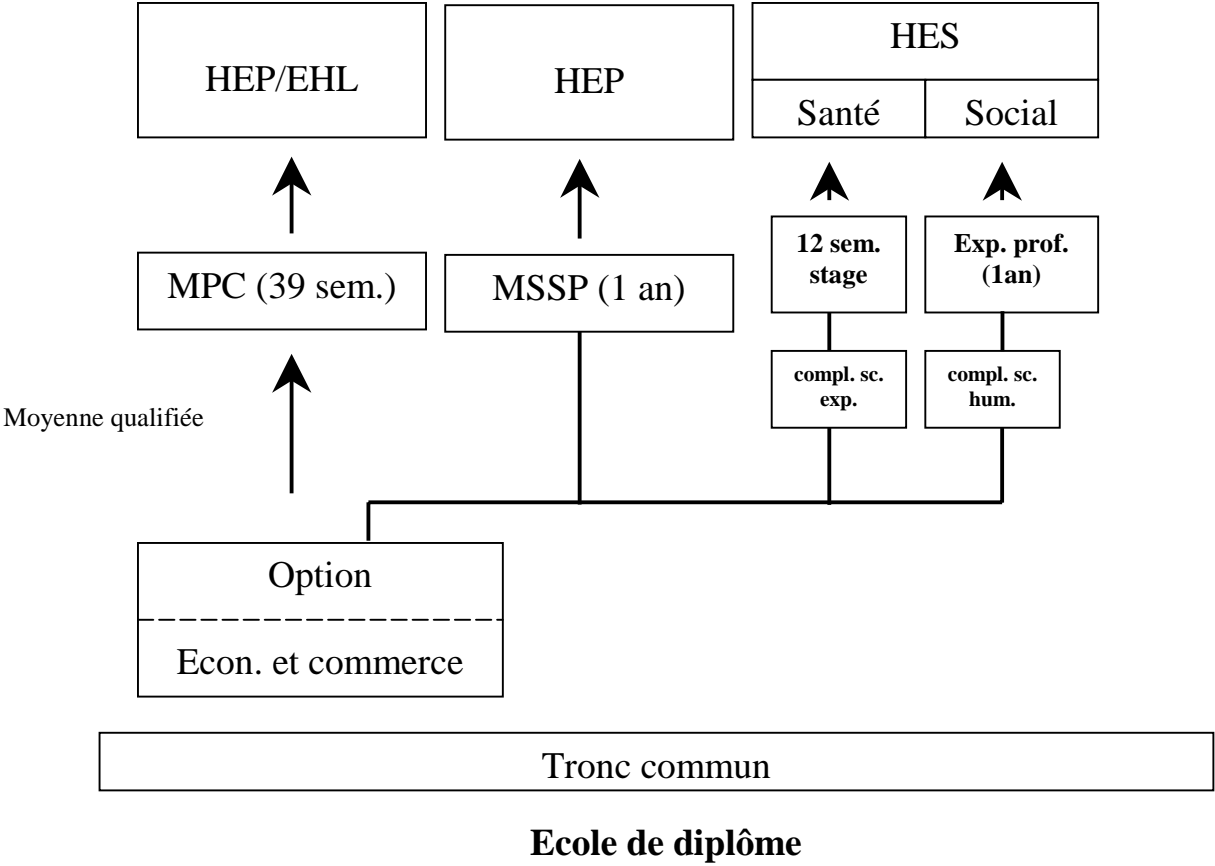 HEP/EHL
HEP
HES
Santé
Social
MPC (39 sem.)
MSSP (1 an)
12 sem.
stage
Exp. prof.
(1an)
compl. sc.
exp.
compl. sc.
hum.
Moyenne qualifiée
Option
Econ. et commerce
Tronc commun
Ecole de diplôme